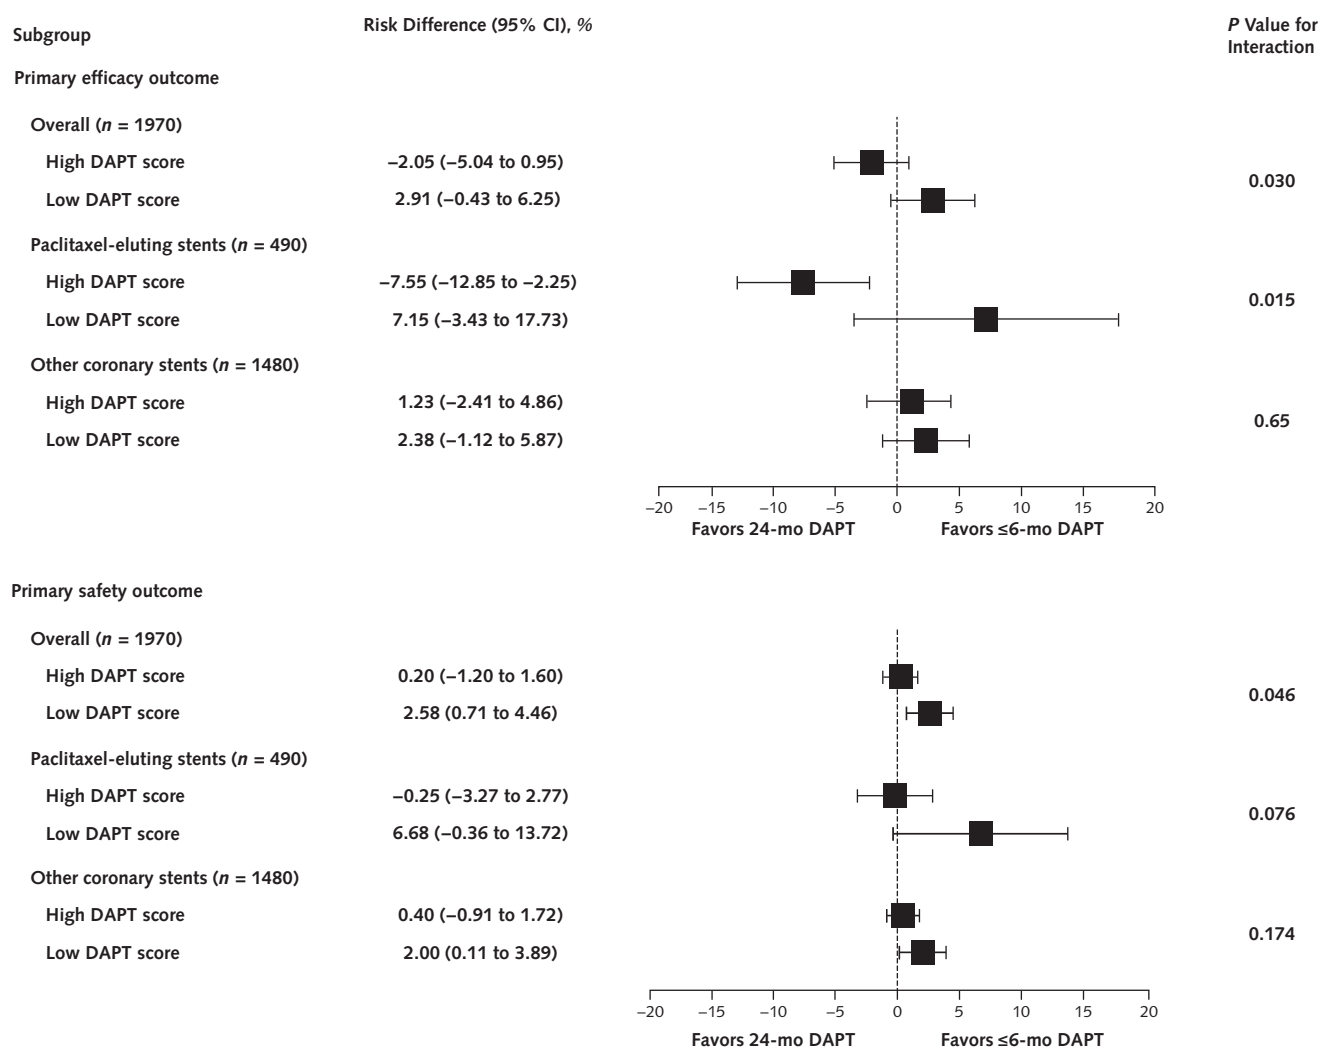 Subgroup
Risk Difference (95% CI), %
P Value for
Interaction
Primary efficacy outcome
Overall (n = 1970)
High DAPT score –2.05 (–5.04 to 0.95)
Low DAPT score 2.91 (–0.43 to 6.25)
0.030
Paclitaxel-eluting stents (n = 490)
High DAPT score –7.55 (–12.85 to –2.25)
Low DAPT score 7.15 (–3.43 to 17.73)
0.015
Other coronary stents (n = 1480)
High DAPT score 1.23 (–2.41 to 4.86)
Low DAPT score 2.38 (–1.12 to 5.87)
0.65
–20 –15 –10 –5 0 5 10 15 20
Favors 24-mo DAPT Favors ≤6-mo DAPT
Primary safety outcome
Overall (n = 1970)
High DAPT score 0.20 (–1.20 to 1.60)
Low DAPT score 2.58 (0.71 to 4.46)
0.046
Paclitaxel-eluting stents (n = 490)
High DAPT score –0.25 (–3.27 to 2.77)
Low DAPT score 6.68 (–0.36 to 13.72)
0.076
Other coronary stents (n = 1480)
High DAPT score 0.40 (–0.91 to 1.72)
Low DAPT score 2.00 (0.11 to 3.89)
0.174
–20 –15 –10 –5 0 5 10 15 20
Favors 24-mo DAPT Favors ≤6-mo DAPT